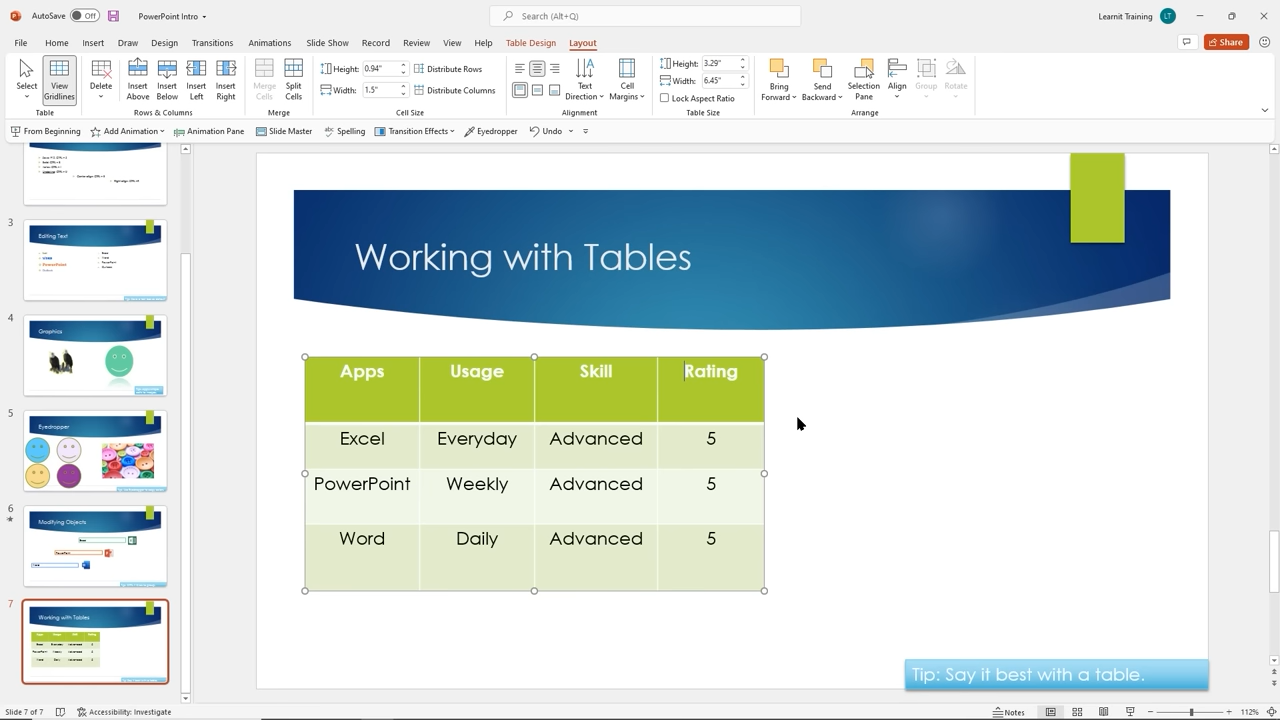 AutoSave Off PowerPoint Intro Search (Alt+Q) Learnit Training LT
File Home Insert Draw Design Transitions Animations Slide Show Record Review View Help Table Design Layout Share
Select View Gridlines Delete Insert Above Insert Below Insert Left Insert Right Merge Cells Split Cells
Height: 0.94" Distribute Rows
Width: 1.5" Distribute Columns
Text Direction Cell Margins
Height: 3.29"
Width: 6.45"
Lock Aspect Ratio
Bring Forward Send Backward Selection Pane Align Group Rotate
Table Rows & Columns Merge Cell Size Alignment Table Size Arrange
From Beginning Add Animation Animation Pane Slide Master Spelling Transition Effects Eyedropper Undo
3
Editing Text
4
Graphics
5
Eyedropper
6
Modifying Objects
7
Working with Tables
Working with Tables
Apps Usage Skill Rating
Excel Everyday Advanced 5
PowerPoint Weekly Advanced 5
Word Daily Advanced 5
Tip: Say it best with a table.
Slide 7 of 7 Accessibility: Investigate Notes 112%